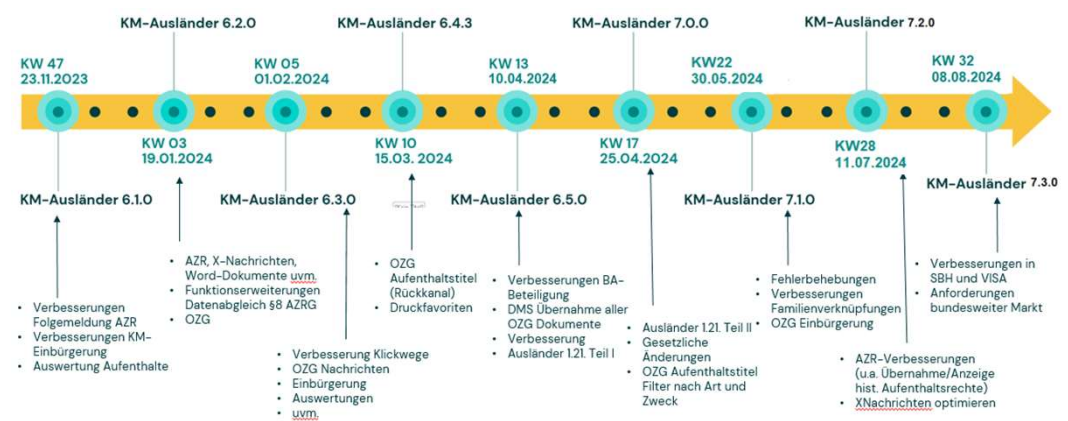 KM-Ausländer 6.2.0
KM-Ausländer 6.4.3
KM-Ausländer 7.0.0
KM-Ausländer 7.2.0
KW 47
23.11.2023
KW 05
01.02.2024
KW 13
10.04.2024
KW22
30.05.2024
KW 32
08.08.2024
KW 03
19.01.2024
KW 10
15.03. 2024
KW 17
25.04.2024
KW28
11.07.2024
KM-Ausländer 6.1.0
KM-Ausländer 6.3.0
KM-Ausländer 6.5.0
KM-Ausländer 7.1.0
KM-Ausländer 7.3.0
• Verbesserungen
Folgemeldung AZR
• Verbesserungen KM-
Einbürgerung
• Auswertung Aufenthalte
• AZR, X-Nachrichten,
Word-Dokumente uvm.
• Funktionserweiterungen
Datenabgleich §8 AZRG
• OZG
• Verbesserung Klickwege
• OZG Nachrichten
• Einbürgerung
• Auswertungen
• uvm.
• OZG
Aufenthaltstitel
(Rückkanal)
• Druckfavoriten
• Verbesserungen BA-
Beteiligung
• DMS Übernahme aller
OZG Dokumente
• Verbesserung
• Ausländer 1.21. Teil I
• Ausländer 1.21. Teil II
• Gesetzliche
Änderungen
• OZG Aufenthaltstitel
Filter nach Art und
Zweck
• Fehlerbehebungen
• Verbesserungen
Familienverknüpfungen
• OZG Einbürgerung
• AZR-Verbesserungen
(u.a. Übernahme/Anzeige
hist. Aufenthaltsrechte)
• XNachrichten optimieren
• Verbesserungen in
SBH und VISA
• Anforderungen
bundesweiter Markt